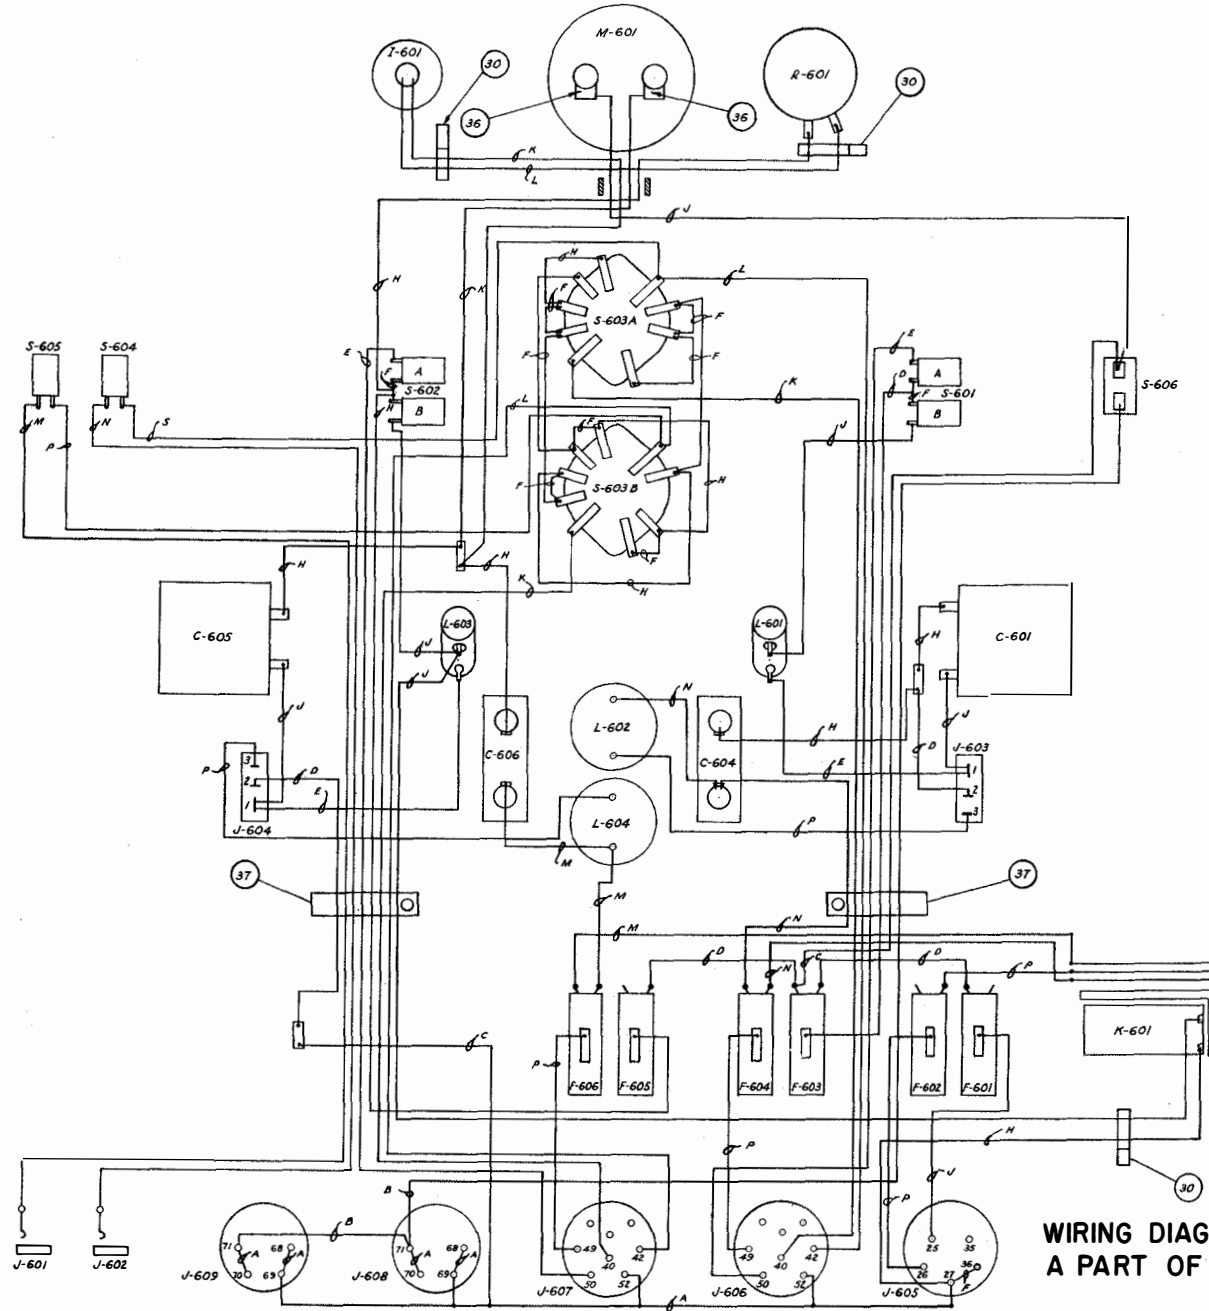 I-601
M-601
R-601
30
36
36
30
K
L
J
H
K
H
L
S-603A
F
F
F
F
K
S-605
S-604
E
A
S-602
F
B
H
L
M
N
S
P
E
A
D
S-601
F
B
J
S-606
F
S-603B
F
H
F
H
H
H
K
C-605
J
L-603
J
J
L-601
H
C-601
J
N
L-602
H
C-606
C-604
D
J-603
P
3
2
1
D
E
J-604
E
1
2
3
L-604
P
M
37
37
M
M
N
D
N
C
D
P
C
P
F-606
F-605
F-604
F-603
F-602
F-601
K-601
H
P
J
P
30
B
B
J-601
J-602
71
68
A
A
70
69
J-609
71
68
A
A
70
69
J-608
49
40
42
50
52
J-607
49
40
42
50
52
J-606
25
35
26
36
27
F
J-605
A
WIRING DIAG
A PART OF